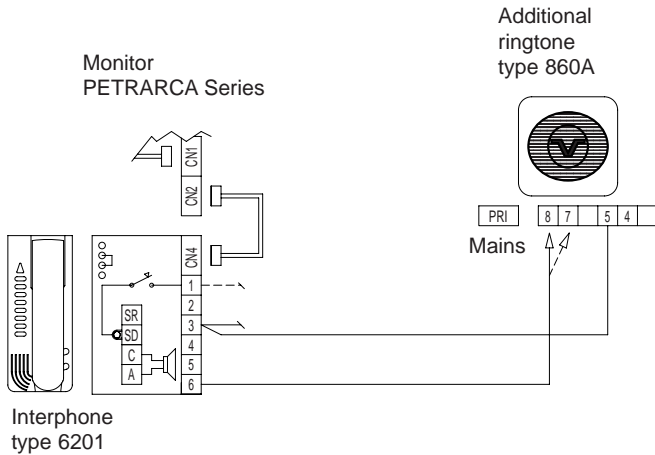 Additional
ringtone
type 860A
Monitor
PETRARCA Series
CN1
CN2
PRI
8 7 5 4
Mains
CN4
1
2
3
4
5
6
SR
SD
C
A
Interphone
type 6201